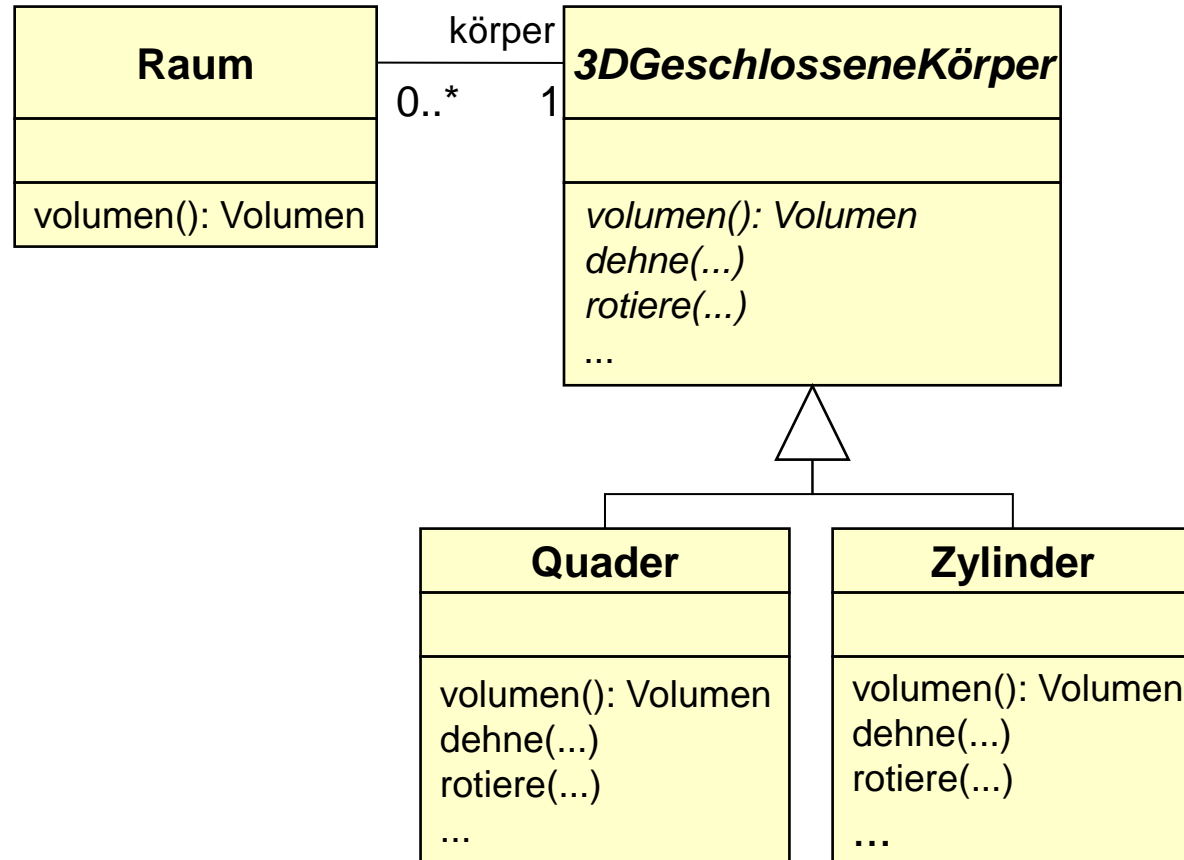 Raum
volumen(): Volumen
körper
0..* 1
3DGeschlosseneKörper
volumen(): Volumen
dehne(...)
rotiere(...)
...
Quader
volumen(): Volumen
dehne(...)
rotiere(...)
...
Zylinder
volumen(): Volumen
dehne(...)
rotiere(...)
...